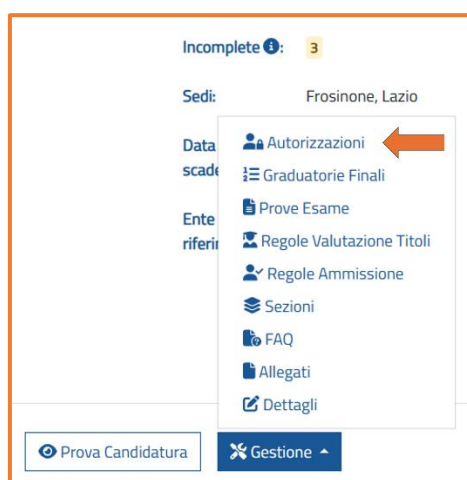 Incomplete : 3
Sedi: Frosinone, Lazio
Data
scade
Ente
riferir
Autorizzazioni
Graduatorie Finali
Prove Esame
Regole Valutazione Titoli
Regole Ammissione
Sezioni
FAQ
Allegati
Dettagli
Prova Candidatura
Gestione